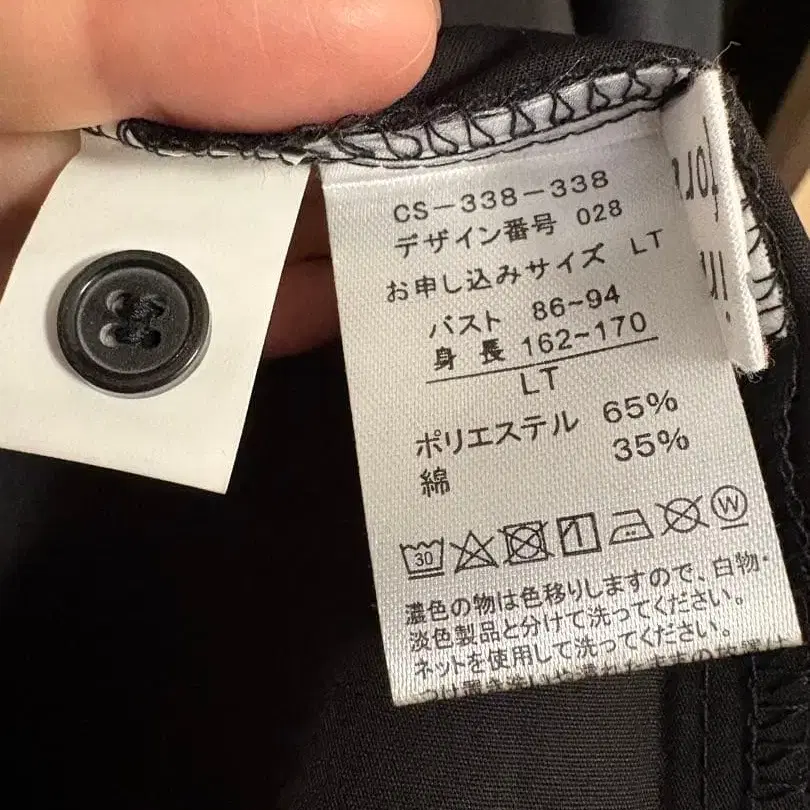 CS-338-338
デザイン番号 028
お申し込みサイズ LT
バスト 86~94
身長 162~170
LT
ポリエステル 65%
綿 35%
30
W
濃色の物は色移りしますので、白物・
淡色製品と分けて洗ってください。
ネットを使用して洗ってください。